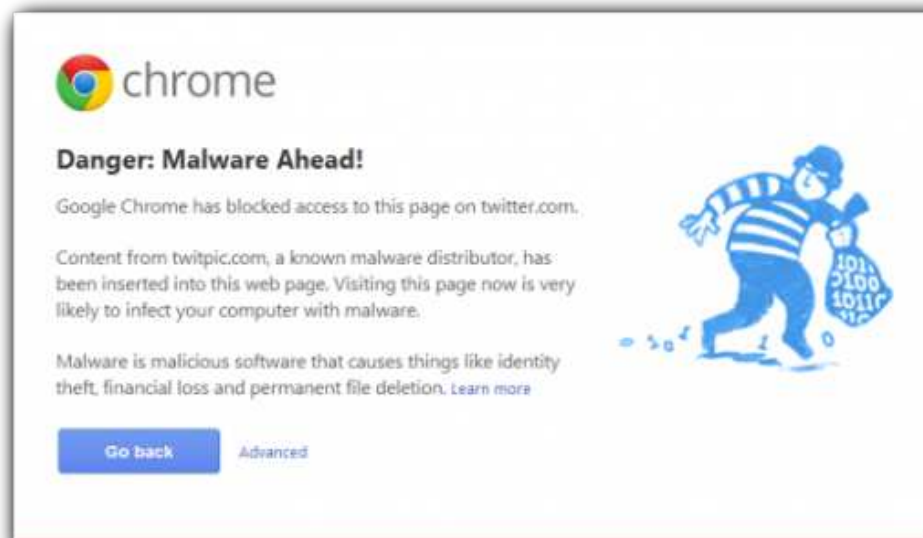 chrome
Danger: Malware Ahead!
Google Chrome has blocked access to this page on twitter.com.
Content from twitpic.com, a known malware distributor, has
been inserted into this web page. Visiting this page now is very
likely to infect your computer with malware.
Malware is malicious software that causes things like identity
theft, financial loss and permanent file deletion. Learn more
Go back Advanced